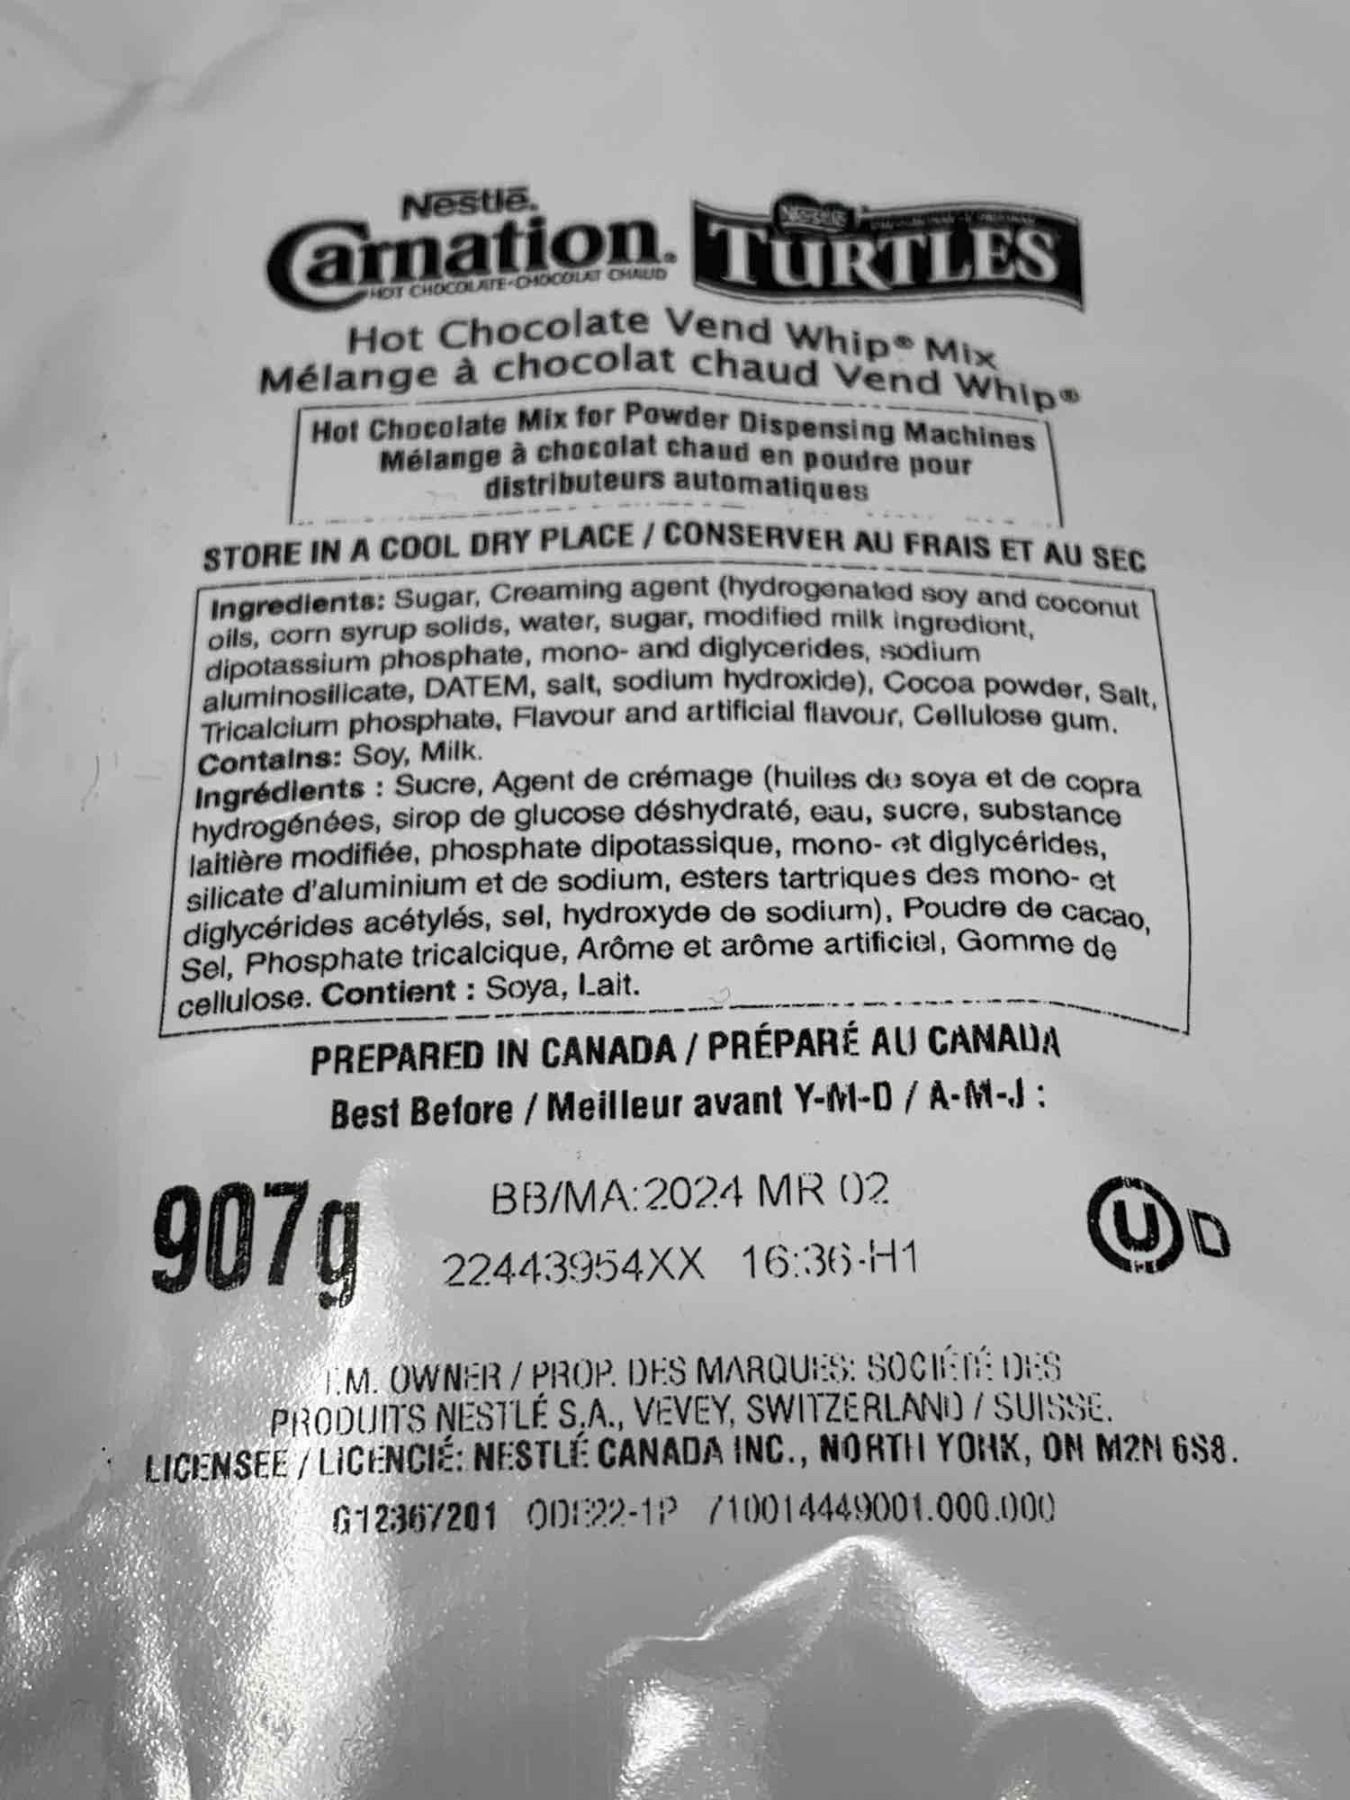 Nestlé.
Carnation®
HOT CHOCOLATE-CHOCOLAT CHAUD
TURTLES
Hot Chocolate Vend Whip® Mix
Mélange à chocolat chaud Vend Whip®
Hot Chocolate Mix for Powder Dispensing Machines
Mélange à chocolat chaud en poudre pour
distributeurs automatiques
STORE IN A COOL DRY PLACE / CONSERVER AU FRAIS ET AU SEC
Ingredients: Sugar, Creaming agent (hydrogenated soy and coconut
oils, corn syrup solids, water, sugar, modified milk ingredient,
dipotassium phosphate, mono- and diglycerides, sodium
aluminosilicate, DATEM, salt, sodium hydroxide), Cocoa powder, Salt,
Tricalcium phosphate, Flavour and artificial flavour, Cellulose gum.
Contains: Soy, Milk.
Ingrédients : Sucre, Agent de crémage (huiles de soya et de copra
hydrogénées, sirop de glucose déshydraté, eau, sucre, substance
laitière modifiée, phosphate dipotassique, mono- et diglycérides,
silicate d'aluminium et de sodium, esters tartriques des mono- et
diglycérides acétylés, sel, hydroxyde de sodium), Poudre de cacao,
Sel, Phosphate tricalcique, Arôme et arôme artificiel, Gomme de
cellulose. Contient : Soya, Lait.
PREPARED IN CANADA / PRÉPARÉ AU CANADA
Best Before / Meilleur avant Y-M-D / A-M-J :
907g
BB/MA:2024 MR 02
22443954XX 16:36-H1
U D
T.M. OWNER / PROP. DES MARQUES: SOCIÉTÉ DES
PRODUITS NESTLÉ S.A., VEVEY, SWITZERLAND / SUISSE.
LICENSEE / LICENCIÉ: NESTLÉ CANADA INC., NORTH YORK, ON M2N 6S8.
G12367201 710014449001.000.000